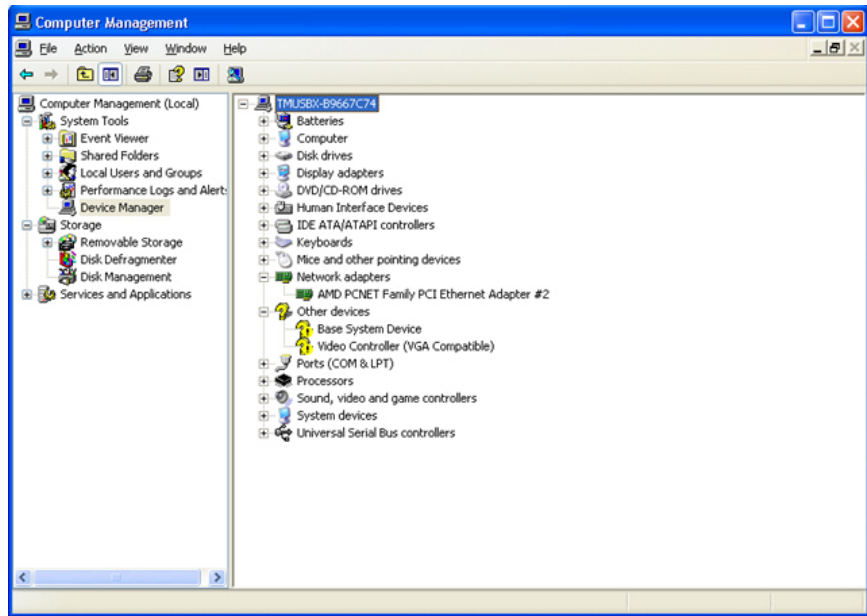 Computer Management
File Action View Window Help
Computer Management (Local)
System Tools
Event Viewer
Shared Folders
Local Users and Groups
Performance Logs and Alert:
Device Manager
Storage
Removable Storage
Disk Defragmenter
Disk Management
Services and Applications
TMUSBX-B9667C74
Batteries
Computer
Disk drives
Display adapters
DVD/CD-ROM drives
Human Interface Devices
IDE ATA/ATAPI controllers
Keyboards
Mice and other pointing devices
Network adapters
AMD PCNET Family PCI Ethernet Adapter #2
Other devices
Base System Device
Video Controller (VGA Compatible)
Ports (COM & LPT)
Processors
Sound, video and game controllers
System devices
Universal Serial Bus controllers